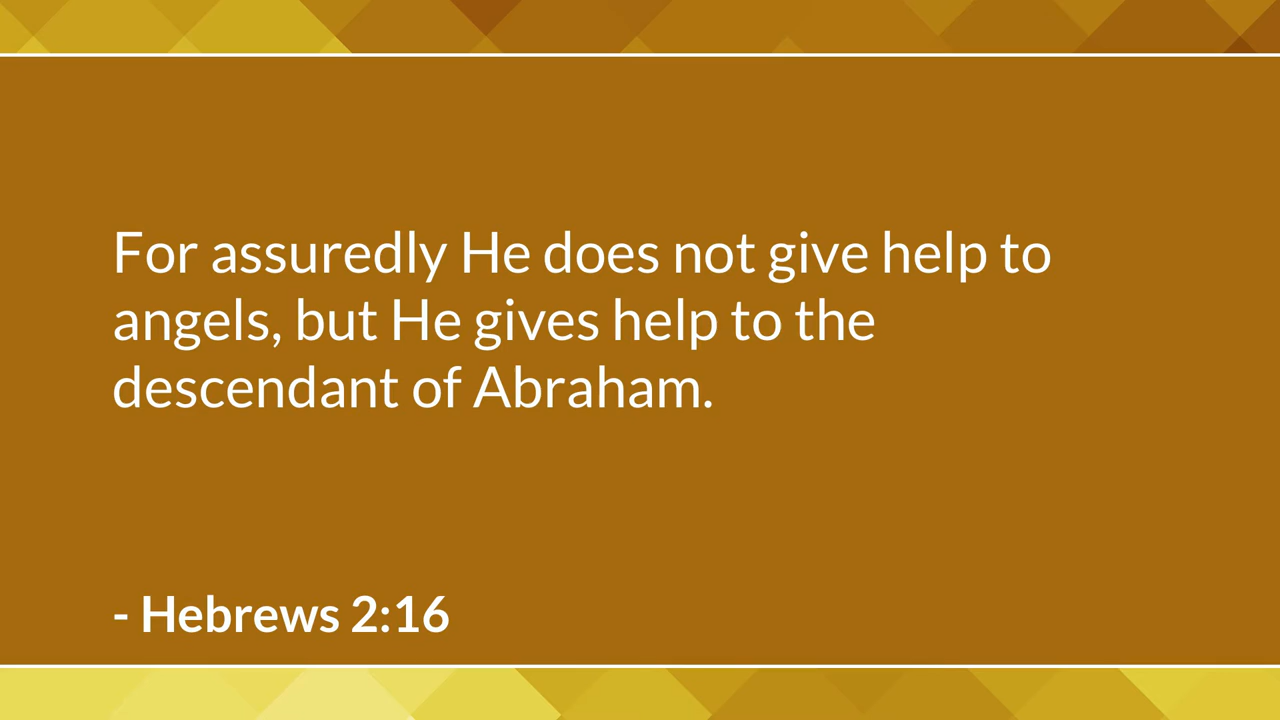 For assuredly He does not give help to
angels, but He gives help to the
descendant of Abraham.
- Hebrews 2:16